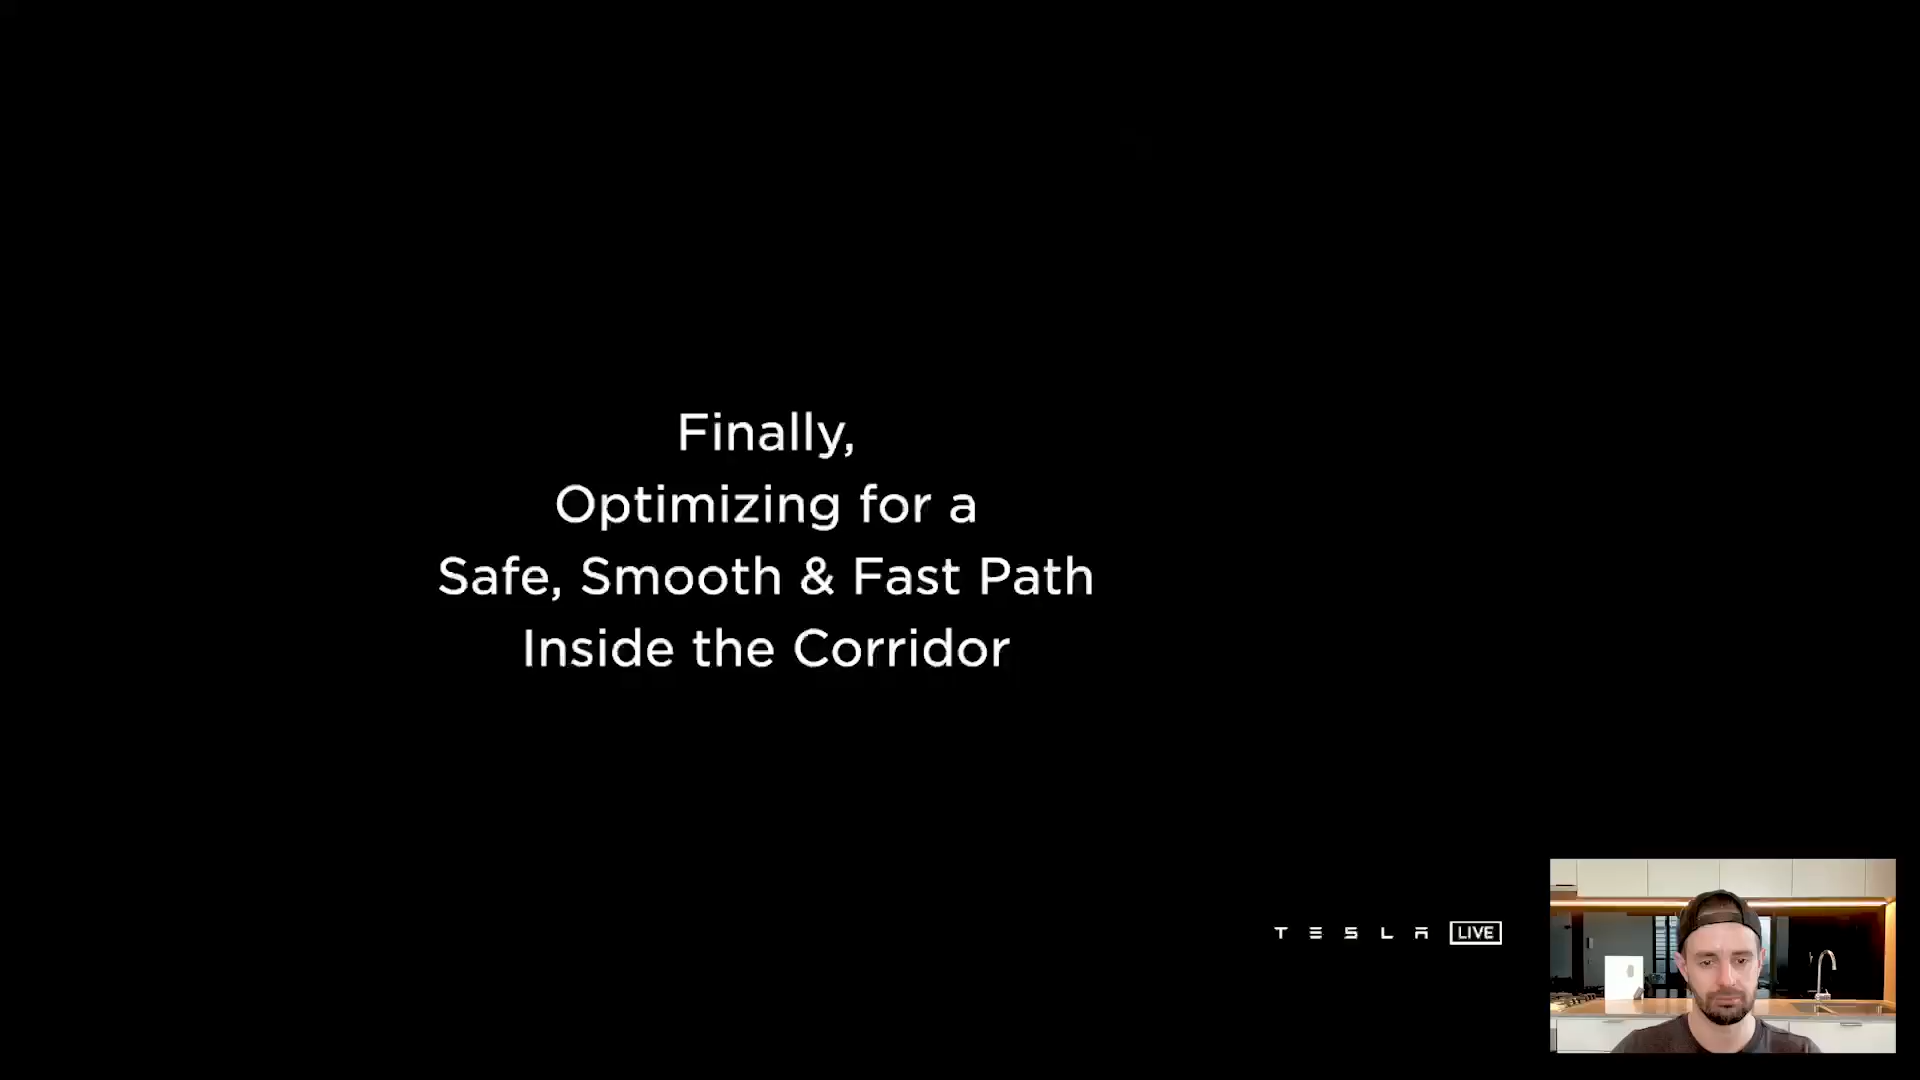 Finally,
Optimizing for a
Safe, Smooth & Fast Path
Inside the Corridor
TESLA LIVE